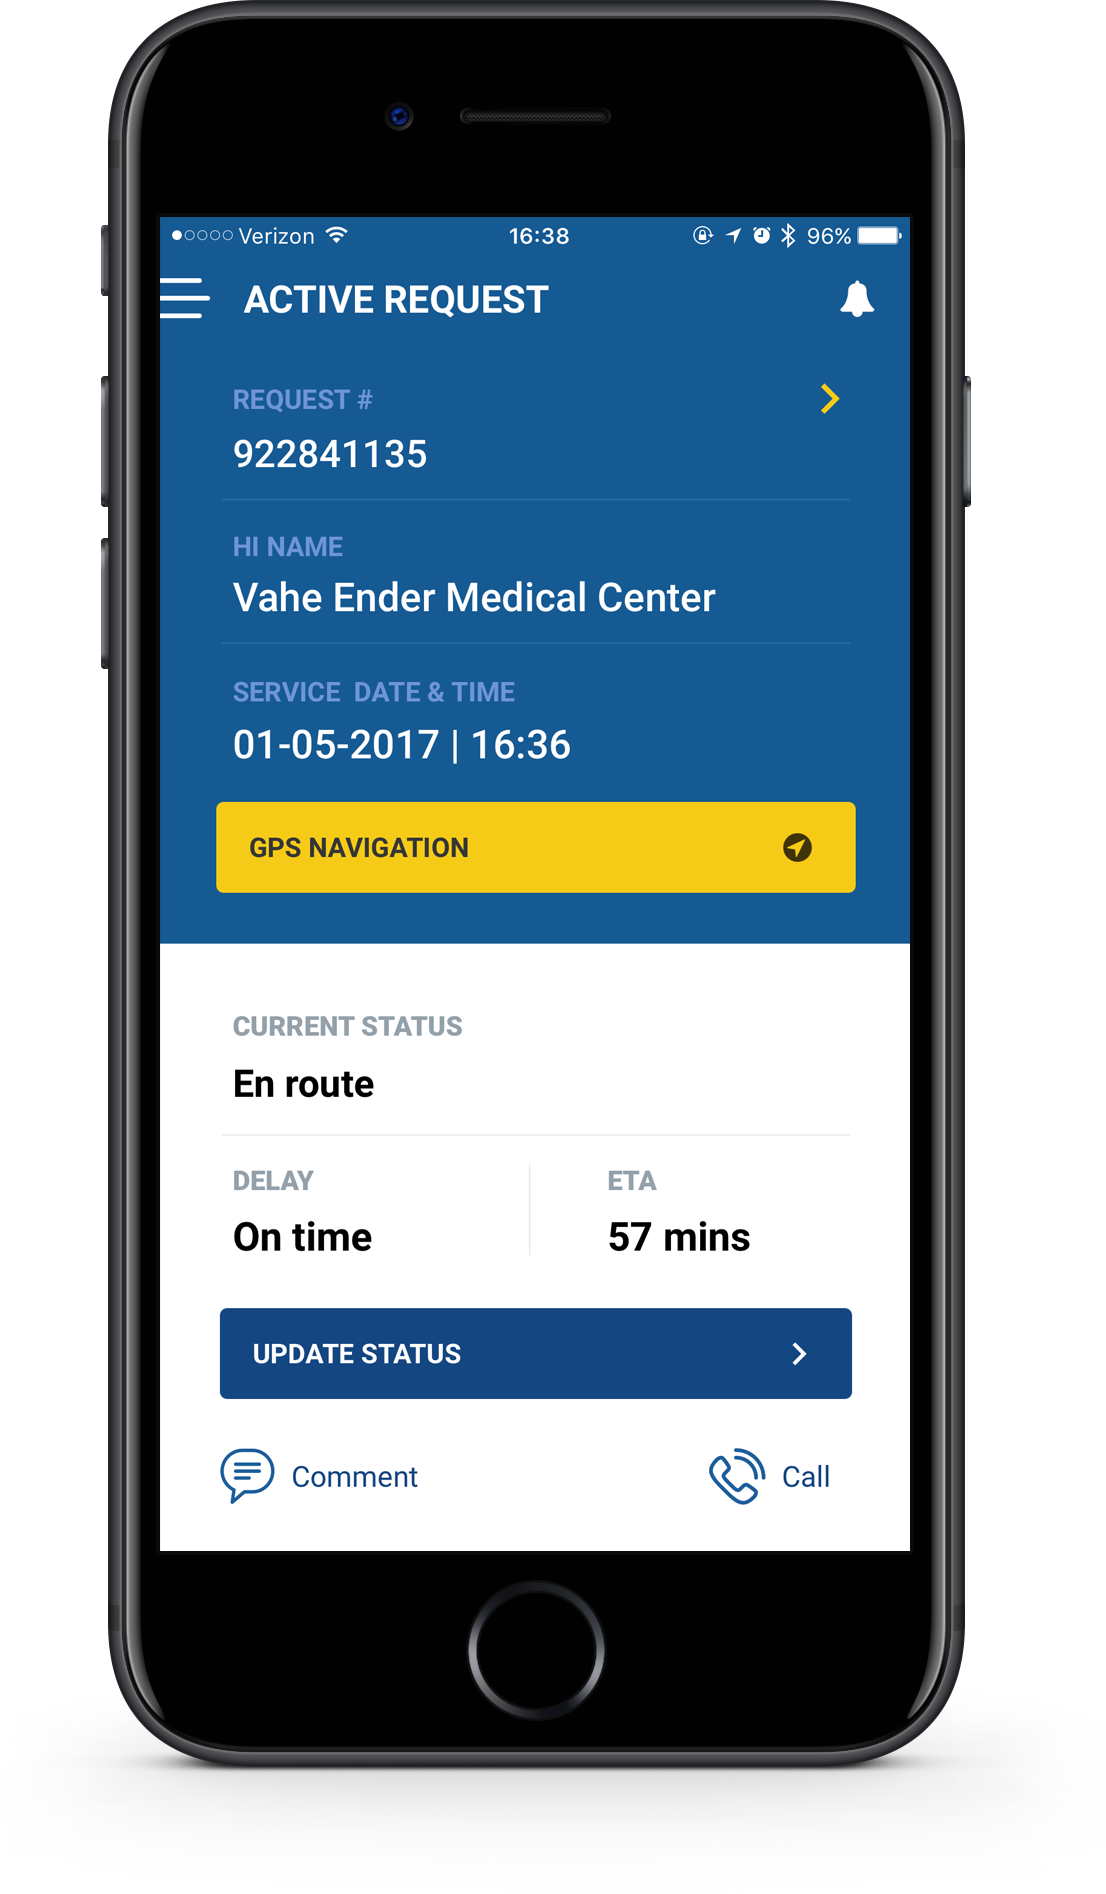 Verizon 16:38 96%
ACTIVE REQUEST
REQUEST #
922841135
HI NAME
Vahe Ender Medical Center
SERVICE DATE & TIME
01-05-2017 | 16:36
GPS NAVIGATION
CURRENT STATUS
En route
DELAY ETA
On time 57 mins
UPDATE STATUS
Comment Call